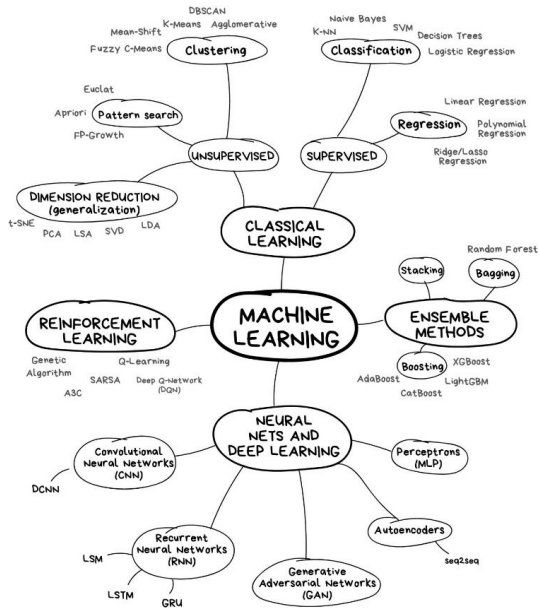 DBSCAN
Mean-Shift
K-Means
Agglomerative
Fuzzy C-Means
Clustering
Naive Bayes
K-NN
SVM
Decision Trees
Classification
Logistic Regression
Euclat
Apriori
Pattern search
FP-Growth
Linear Regression
Regression
Polynomial
Regression
Ridge/Lasso
Regression
UNSUPERVISED
SUPERVISED
DIMENSION REDUCTION
(generalization)
t-SNE
PCA
LSA
SVD
LDA
CLASSICAL
LEARNING
Random Forest
Stacking
Bagging
MACHINE
LEARNING
REINFORCEMENT
LEARNING
ENSEMBLE
METHODS
Genetic
Algorithm
Q-Learning
SARSA
Deep Q-Network
(DQN)
A3C
Boosting
XGBoost
AdaBoost
LightGBM
CatBoost
NEURAL
NETS AND
DEEP LEARNING
Convolutional
Neural Networks
(CNN)
DCNN
Perceptrons
(MLP)
Recurrent
Neural Networks
(RNN)
LSM
LSTM
GRU
Autoencoders
seq2seq
Generative
Adversarial Networks
(GAN)